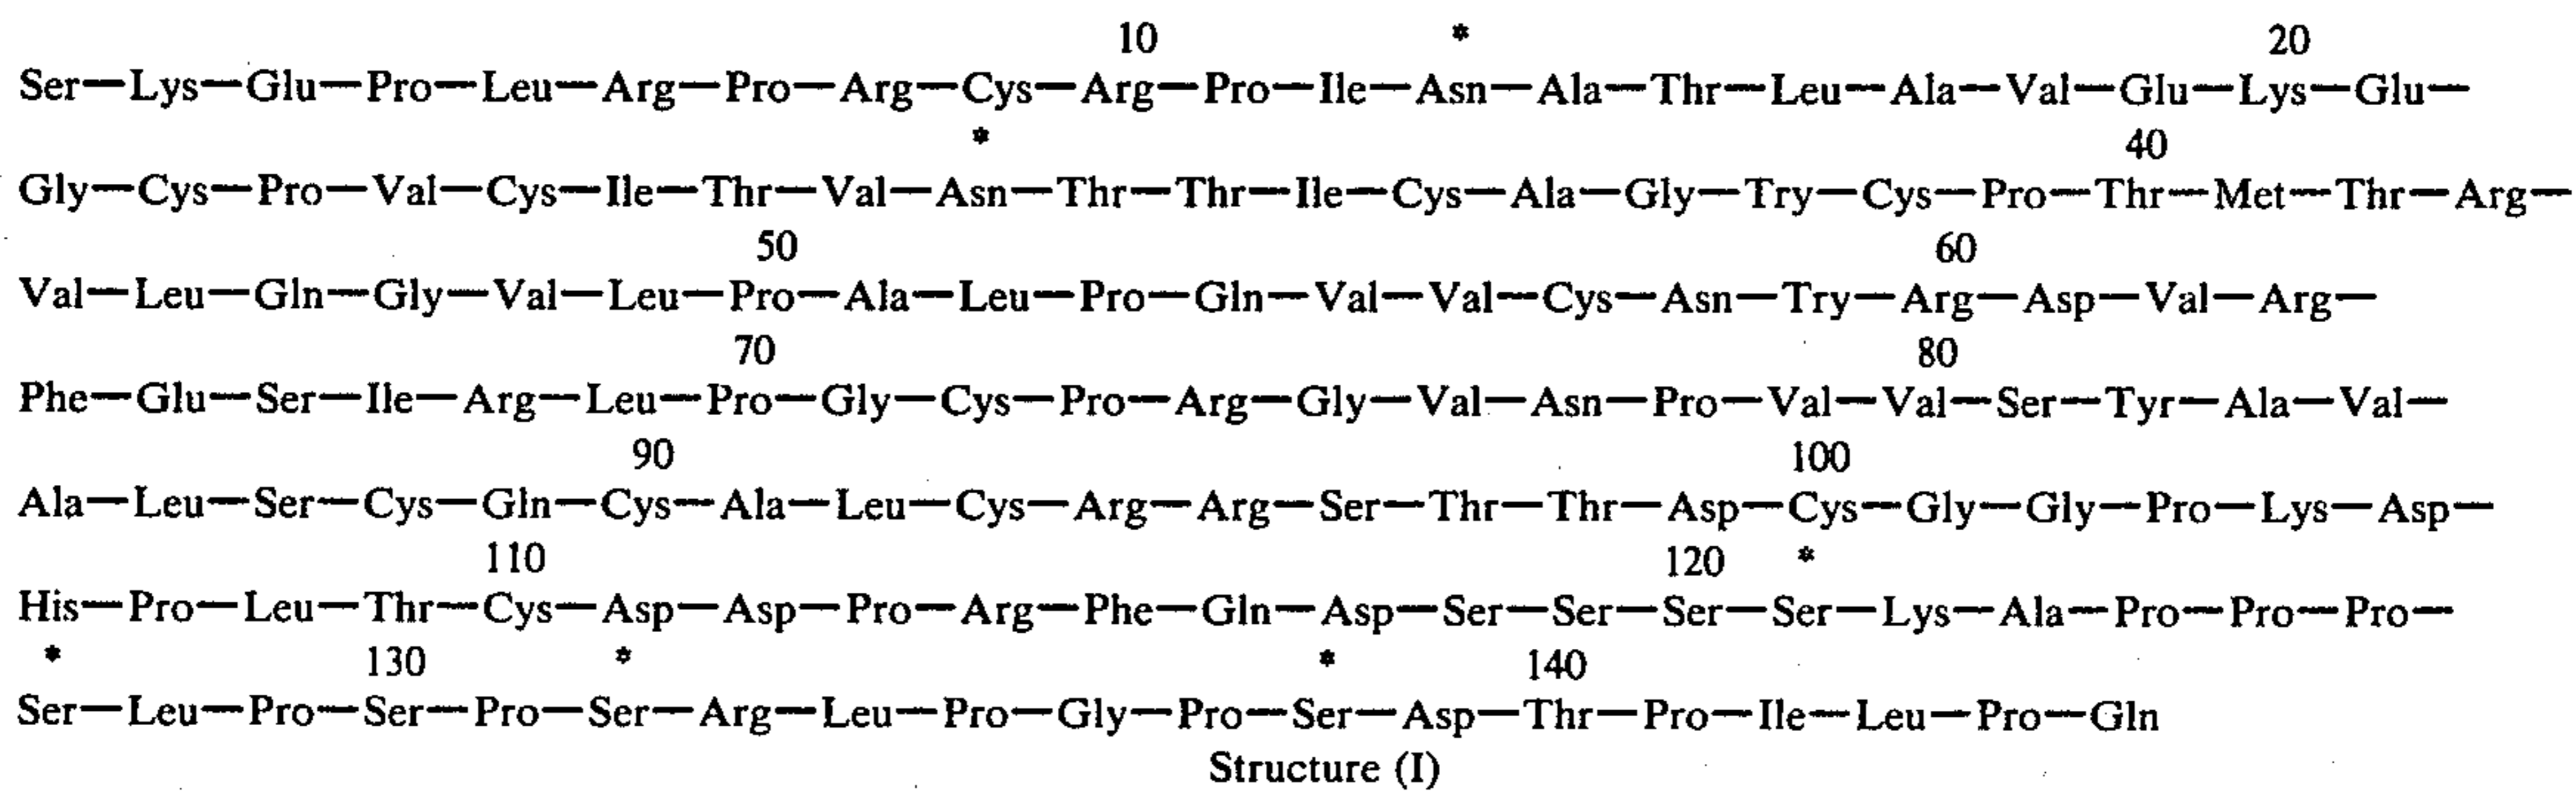 10 * 20
Ser—Lys—Glu—Pro—Leu—Arg—Pro—Arg—Cys—Arg—Pro—Ile—Asn—Ala—Thr—Leu—Ala—Val—Glu—Lys—Glu—
* 40
Gly—Cys—Pro—Val—Cys—Ile—Thr—Val—Asn—Thr—Thr—Ile—Cys—Ala—Gly—Try—Cys—Pro—Thr—Met—Thr—Arg—
50 60
Val—Leu—Gln—Gly—Val—Leu—Pro—Ala—Leu—Pro—Gln—Val—Val—Cys—Asn—Try—Arg—Asp—Val—Arg—
70 80
Phe—Glu—Ser—Ile—Arg—Leu—Pro—Gly—Cys—Pro—Arg—Gly—Val—Asn—Pro—Val—Val—Ser—Tyr—Ala—Val—
90 100
Ala—Leu—Ser—Cys—Gln—Cys—Ala—Leu—Cys—Arg—Arg—Ser—Thr—Thr—Asp—Cys—Gly—Gly—Pro—Lys—Asp—
110 120 *
His—Pro—Leu—Thr—Cys—Asp—Asp—Pro—Arg—Phe—Gln—Asp—Ser—Ser—Ser—Ser—Lys—Ala—Pro—Pro—Pro—
* 130 * * 140
Ser—Leu—Pro—Ser—Pro—Ser—Arg—Leu—Pro—Gly—Pro—Ser—Asp—Thr—Pro—Ile—Leu—Pro—Gln
Structure (I)